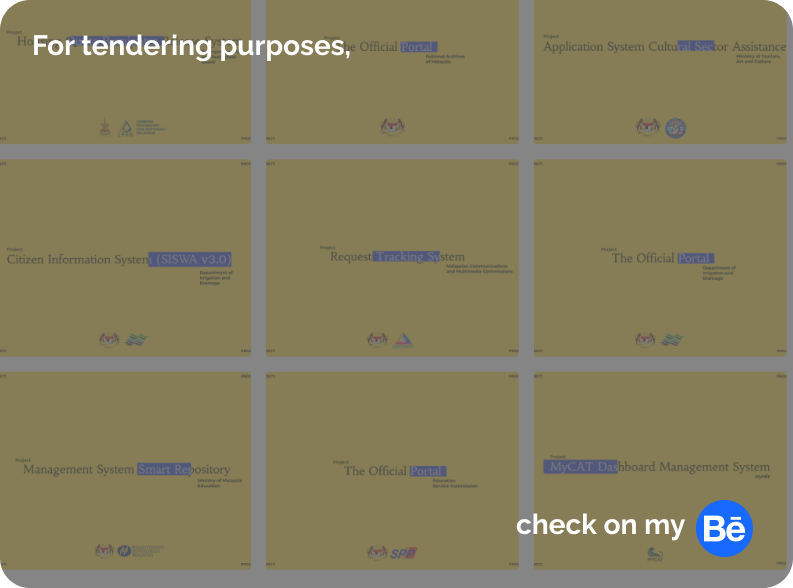 For tendering purposes,
Project
The Official Portal
National Archives
of Malaysia
Project
Application System Cultural Sector Assistance
Ministry of Tourism,
Art and Culture
Project
Citizen Information System (SISWA v3.0)
Department of
Irrigation and
Drainage
Project
Request Tracking System
Malaysian Communications
and Multimedia Commissions
Project
The Official Portal
Department of
Irrigation and
Drainage
Project
Management System Smart Repository
Ministry of Malaysia
Education
Project
The Official Portal
Education
Service Commission
SPP
Project
MyCAT Dashboard Management System
check on my Bē